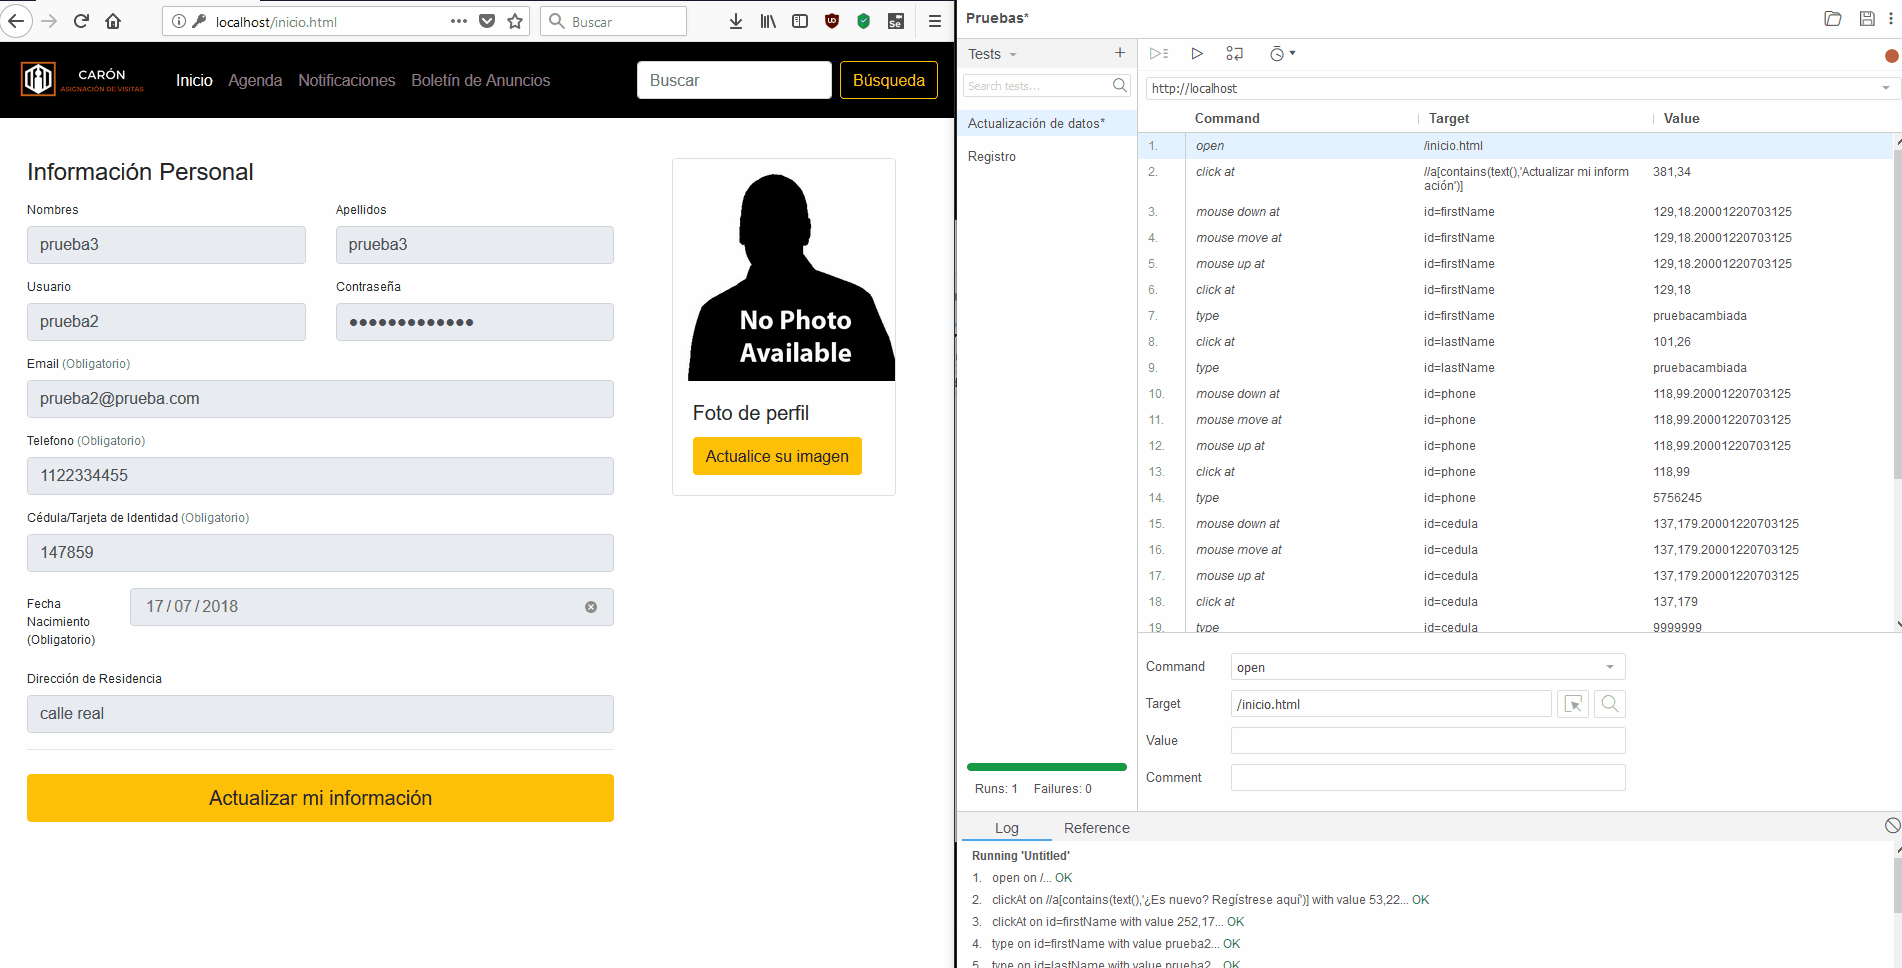 localhost/inicio.html
Buscar
CARÓN
ASIGNACIÓN DE VISITAS
Inicio Agenda Notificaciones Boletín de Anuncios
Buscar
Búsqueda
Información Personal
Nombres Apellidos
prueba3 prueba3
Usuario Contraseña
prueba2 •••••••••••••
Email (Obligatorio)
prueba2@prueba.com
Telefono (Obligatorio)
1122334455
Cédula/Tarjeta de Identidad (Obligatorio)
147859
Fecha
Nacimiento
(Obligatorio)
17 / 07 / 2018
Dirección de Residencia
calle real
Actualizar mi información
No Photo
Available
Foto de perfil
Actualice su imagen
Pruebas*
Tests
Search tests...
Actualización de datos*
Registro
Runs: 1 Failures: 0
http://localhost
Command Target Value
1. open /inicio.html
2. click at //a[contains(text(),'Actualizar mi inform
ación')] 381,34
3. mouse down at id=firstName 129,18.20001220703125
4. mouse move at id=firstName 129,18.20001220703125
5. mouse up at id=firstName 129,18.20001220703125
6. click at id=firstName 129,18
7. type id=firstName pruebacambiada
8. click at id=lastName 101,26
9. type id=lastName pruebacambiada
10. mouse down at id=phone 118,99.20001220703125
11. mouse move at id=phone 118,99.20001220703125
12. mouse up at id=phone 118,99.20001220703125
13. click at id=phone 118,99
14. type id=phone 5756245
15. mouse down at id=cedula 137,179.20001220703125
16. mouse move at id=cedula 137,179.20001220703125
17. mouse up at id=cedula 137,179.20001220703125
18. click at id=cedula 137,179
19. type id=cedula 9999999
Command open
Target /inicio.html
Value
Comment
Log Reference
Running 'Untitled'
1. open on /... OK
2. clickAt on //a[contains(text(),'¿Es nuevo? Regístrese aquí')] with value 53,22... OK
3. clickAt on id=firstName with value 252,17... OK
4. type on id=firstName with value prueba2... OK
5. type on id=lastName with value prueba2... OK